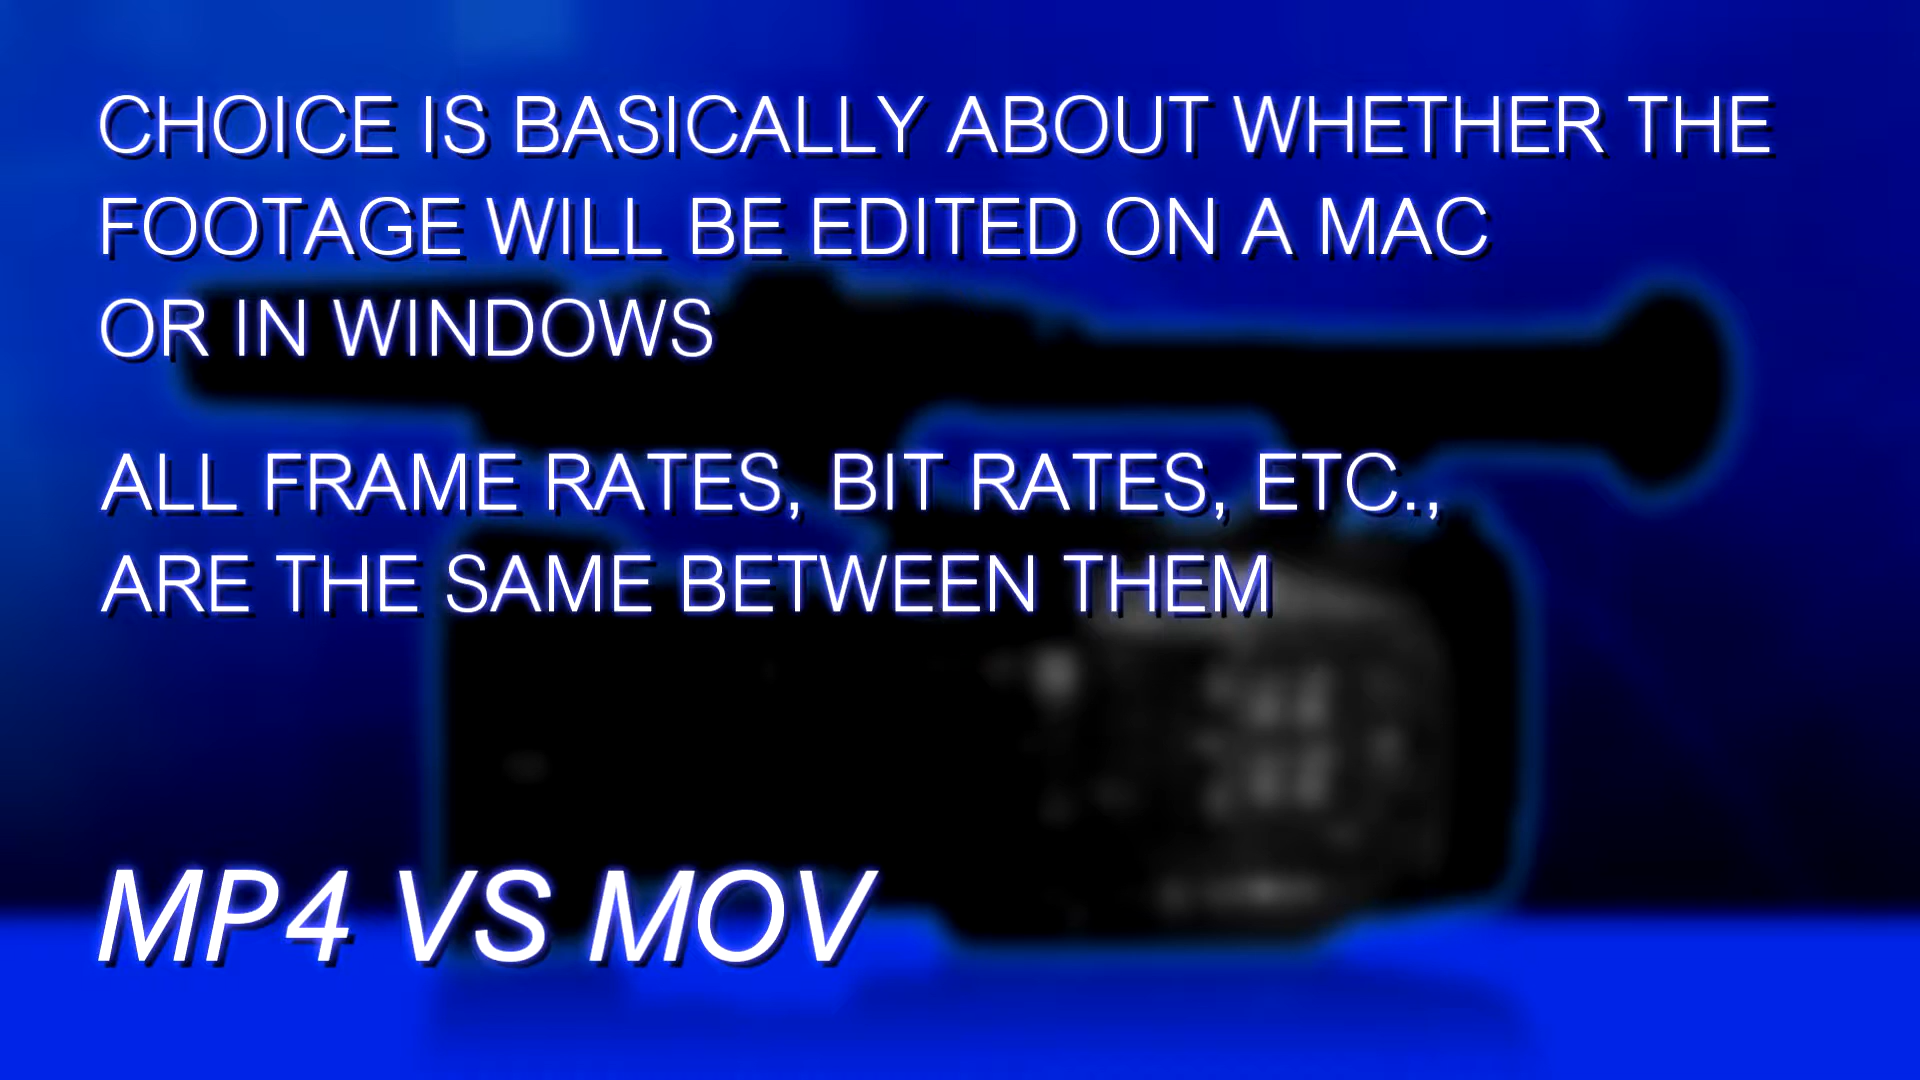 CHOICE IS BASICALLY ABOUT WHETHER THE
FOOTAGE WILL BE EDITED ON A MAC
OR IN WINDOWS
ALL FRAME RATES, BIT RATES, ETC.,
ARE THE SAME BETWEEN THEM
MP4 VS MOV